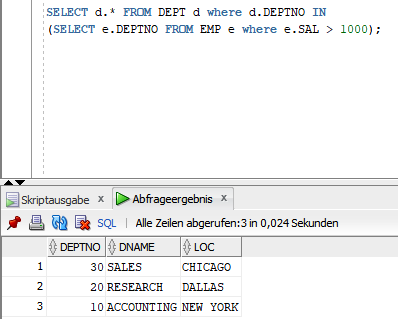 SELECT d.* FROM DEPT d where d.DEPTNO IN
(SELECT e.DEPTNO FROM EMP e where e.SAL > 1000);
Skriptausgabe x Abfrageergebnis x
SQL | Alle Zeilen abgerufen:3 in 0,024 Sekunden
DEPTNO DNAME LOC
1 30 SALES CHICAGO
2 20 RESEARCH DALLAS
3 10 ACCOUNTING NEW YORK